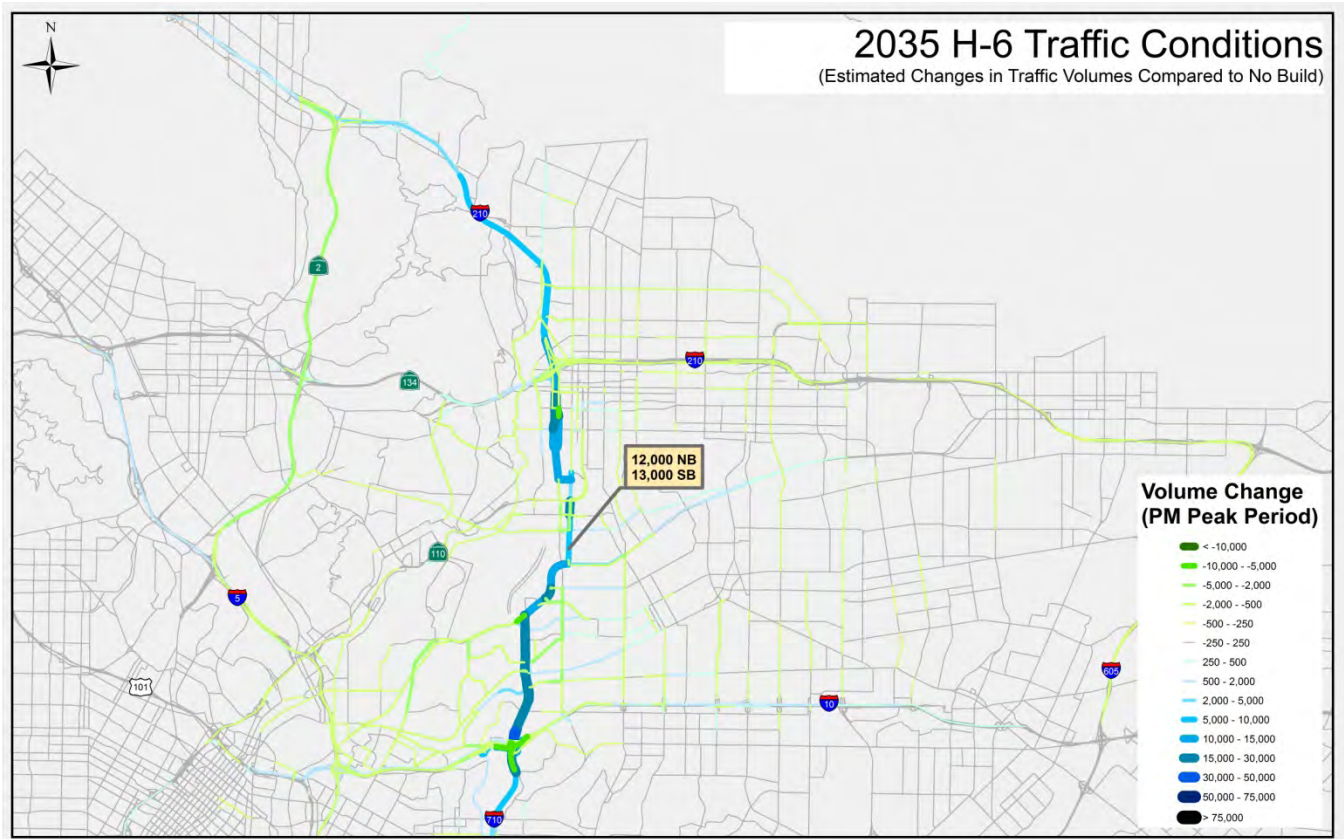 N
2035 H-6 Traffic Conditions
(Estimated Changes in Traffic Volumes Compared to No Build)
210
2
210
134
12,000 NB
13,000 SB
110
5
605
101
10
710
Volume Change
(PM Peak Period)
< -10,000
-10,000 - -5,000
-5,000 - -2,000
-2,000 - -500
-500 - -250
-250 - 250
250 - 500
500 - 2,000
2,000 - 5,000
5,000 - 10,000
10,000 - 15,000
15,000 - 30,000
30,000 - 50,000
50,000 - 75,000
> 75,000